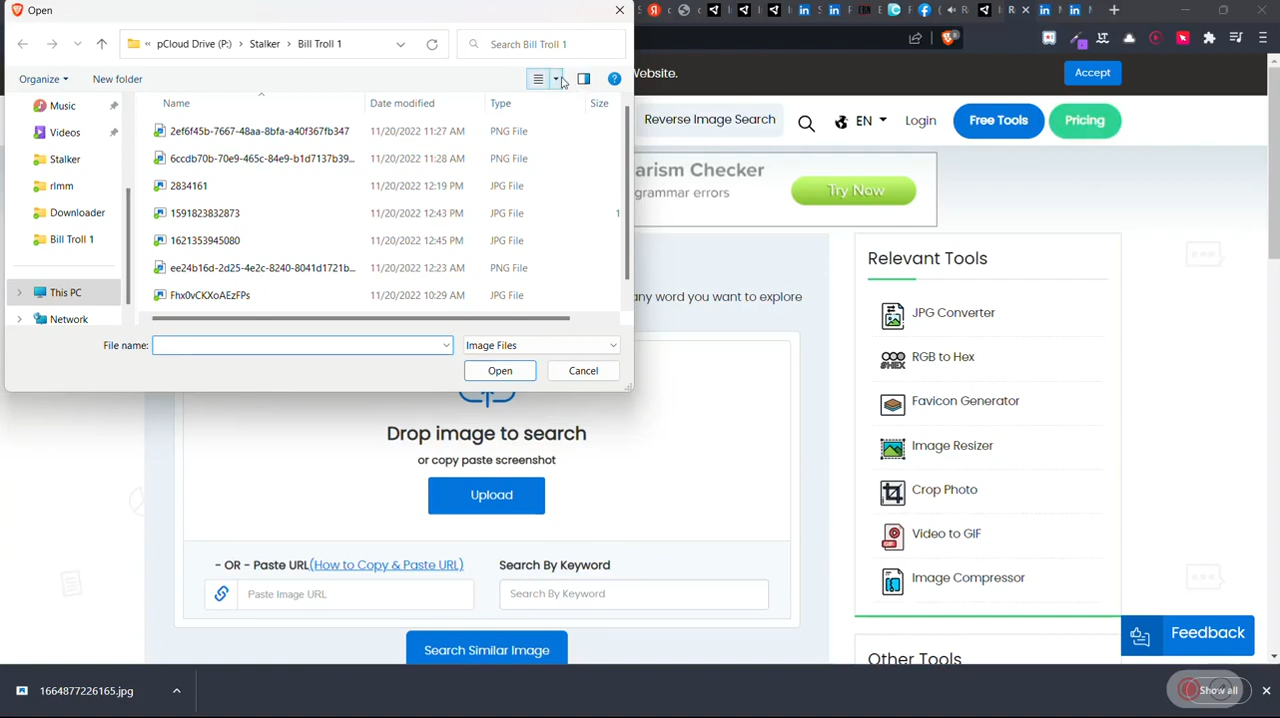 Open
« pCloud Drive (P:) › Stalker › Bill Troll 1
Search Bill Troll 1
Organize
New folder
Name
Date modified
Type
Size
Music
Videos
Stalker
rlmm
Downloader
Bill Troll 1
This PC
Network
2ef6f45b-7667-48aa-8bfa-a40f367fb347 11/20/2022 11:27 AM PNG File
6ccdb70b-70e9-465c-84e9-b1d7137b39... 11/20/2022 11:28 AM PNG File
2834161 11/20/2022 12:19 PM JPG File
1591823832873 11/20/2022 12:43 PM JPG File 1
1621353945080 11/20/2022 12:45 PM JPG File
ee24b16d-2d25-4e2c-8240-8041d1721b... 11/20/2022 12:23 AM PNG File
Fhx0vCKXoAEzFPs 11/20/2022 10:29 AM JPG File
File name:
Image Files
Open
Cancel
Website.
Accept
Reverse Image Search
EN
Login
Free Tools
Pricing
arism Checker
grammar errors
Try Now
any word you want to explore
Drop image to search
or copy paste screenshot
Upload
- OR - Paste URL(How to Copy & Paste URL)
Paste Image URL
Search By Keyword
Search By Keyword
Search Similar Image
Relevant Tools
JPG Converter
RGB to Hex
Favicon Generator
Image Resizer
Crop Photo
Video to GIF
Image Compressor
Other Tools
Feedback
1664877226165.jpg
Show all